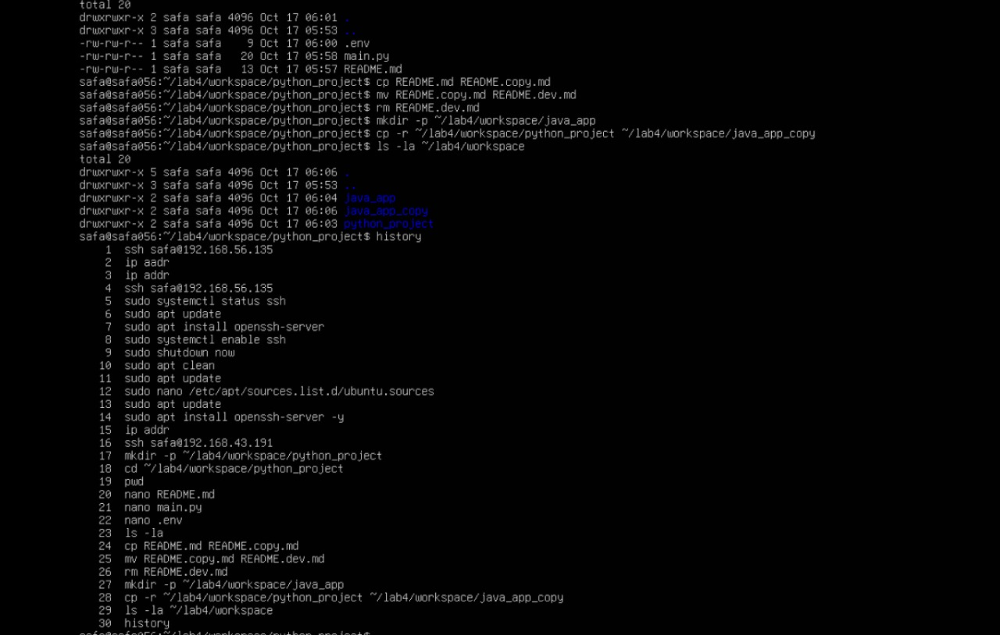 total 20
drwxrwxr-x 2 safa safa 4096 Oct 17 06:01 .
drwxrwxr-x 3 safa safa 4096 Oct 17 05:53 ..
-rw-rw-r-- 1 safa safa    9 Oct 17 06:00 .env
-rw-rw-r-- 1 safa safa   20 Oct 17 05:58 main.py
-rw-rw-r-- 1 safa safa   13 Oct 17 05:57 README.md
safa@safa056:~/lab4/workspace/python_project$ cp README.md README.copy.md
safa@safa056:~/lab4/workspace/python_project$ mv README.copy.md README.dev.md
safa@safa056:~/lab4/workspace/python_project$ rm README.dev.md
safa@safa056:~/lab4/workspace/python_project$ mkdir -p ~/lab4/workspace/java_app
safa@safa056:~/lab4/workspace/python_project$ cp -r ~/lab4/workspace/python_project ~/lab4/workspace/java_app_copy
safa@safa056:~/lab4/workspace/python_project$ ls -la ~/lab4/workspace
total 20
drwxrwxr-x 5 safa safa 4096 Oct 17 06:06 .
drwxrwxr-x 3 safa safa 4096 Oct 17 05:53 ..
drwxrwxr-x 2 safa safa 4096 Oct 17 06:04 java_app
drwxrwxr-x 2 safa safa 4096 Oct 17 06:06 java_app_copy
drwxrwxr-x 2 safa safa 4096 Oct 17 06:03 python_project
safa@safa056:~/lab4/workspace/python_project$ history
    1  ssh safa@192.168.56.135
    2  ip aadr
    3  ip addr
    4  ssh safa@192.168.56.135
    5  sudo systemctl status ssh
    6  sudo apt update
    7  sudo apt install openssh-server
    8  sudo systemctl enable ssh
    9  sudo shutdown now
   10  sudo apt clean
   11  sudo apt update
   12  sudo nano /etc/apt/sources.list.d/ubuntu.sources
   13  sudo apt update
   14  sudo apt install openssh-server -y
   15  ip addr
   16  ssh safa@192.168.43.191
   17  mkdir -p ~/lab4/workspace/python_project
   18  cd ~/lab4/workspace/python_project
   19  pwd
   20  nano README.md
   21  nano main.py
   22  nano .env
   23  ls -la
   24  cp README.md README.copy.md
   25  mv README.copy.md README.dev.md
   26  rm README.dev.md
   27  mkdir -p ~/lab4/workspace/java_app
   28  cp -r ~/lab4/workspace/python_project ~/lab4/workspace/java_app_copy
   29  ls -la ~/lab4/workspace
   30  history
safa@safa056:~/lab4/workspace/python_project$